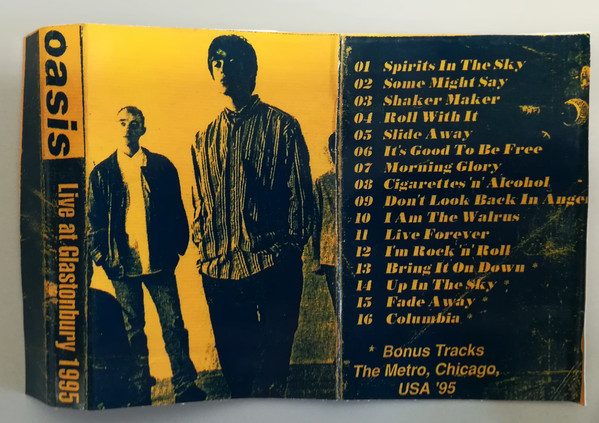 oasis
Live at Glastonbury 1995
01 Spirits In The Sky
02 Some Might Say
03 Shaker Maker
04 Roll With It
05 Slide Away
06 It's Good To Be Free
07 Morning Glory
08 Cigarettes 'n' Alcohol
09 Don't Look Back In Anger
10 I Am The Walrus
11 Live Forever
12 I'm Rock 'n' Roll
13 Bring It On Down *
14 Up In The Sky *
15 Fade Away *
16 Columbia *
* Bonus Tracks
The Metro, Chicago,
USA '95